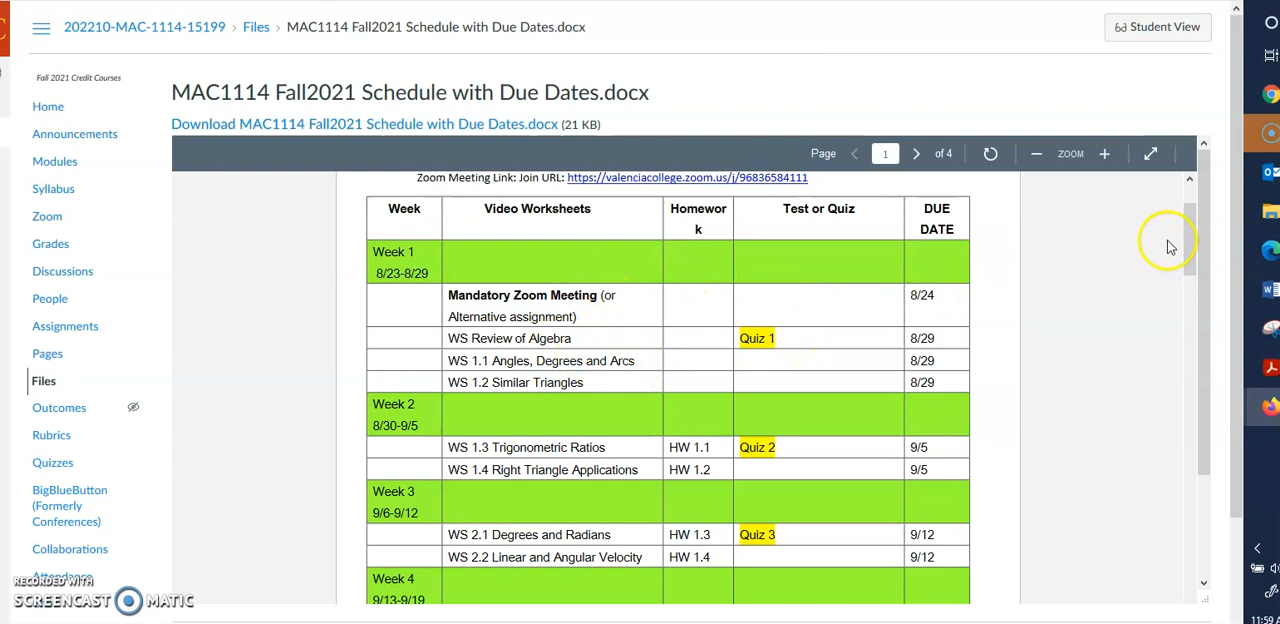 202210-MAC-1114-15199 › Files › MAC1114 Fall2021 Schedule with Due Dates.docx
Student View
Fall 2021 Credit Courses
Home
Announcements
Modules
Syllabus
Zoom
Grades
Discussions
People
Assignments
Pages
Files
Outcomes
Rubrics
Quizzes
BigBlueButton
(Formerly
Conferences)
Collaborations
Attendance
MAC1114 Fall2021 Schedule with Due Dates.docx
Download MAC1114 Fall2021 Schedule with Due Dates.docx (21 KB)
Page 1 of 4 ZOOM
Zoom Meeting Link: Join URL: https://valenciacollege.zoom.us/j/96836584111
Week Video Worksheets Homewor Test or Quiz DUE
k DATE
Week 1
8/23-8/29
Mandatory Zoom Meeting (or 8/24
Alternative assignment)
WS Review of Algebra Quiz 1 8/29
WS 1.1 Angles, Degrees and Arcs 8/29
WS 1.2 Similar Triangles 8/29
Week 2
8/30-9/5
WS 1.3 Trigonometric Ratios HW 1.1 Quiz 2 9/5
WS 1.4 Right Triangle Applications HW 1.2 9/5
Week 3
9/6-9/12
WS 2.1 Degrees and Radians HW 1.3 Quiz 3 9/12
WS 2.2 Linear and Angular Velocity HW 1.4 9/12
Week 4
9/13-9/19
RECORDED WITH
SCREENCAST MATIC
11:59